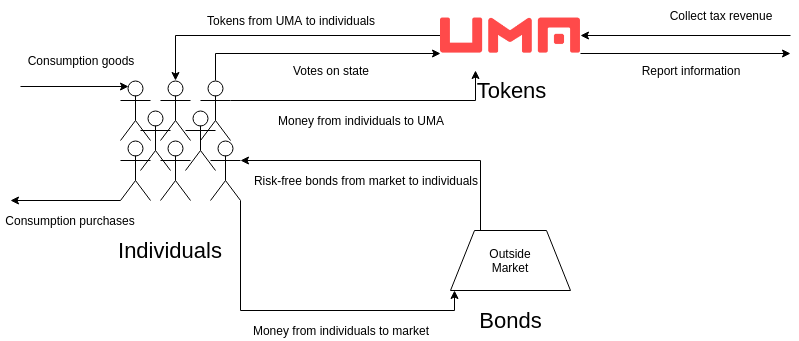 Tokens from UMA to individuals
UMA
Collect tax revenue
Consumption goods
Votes on state
Report information
Tokens
Money from individuals to UMA
Risk-free bonds from market to individuals
Consumption purchases
Individuals
Outside
Market
Bonds
Money from individuals to market